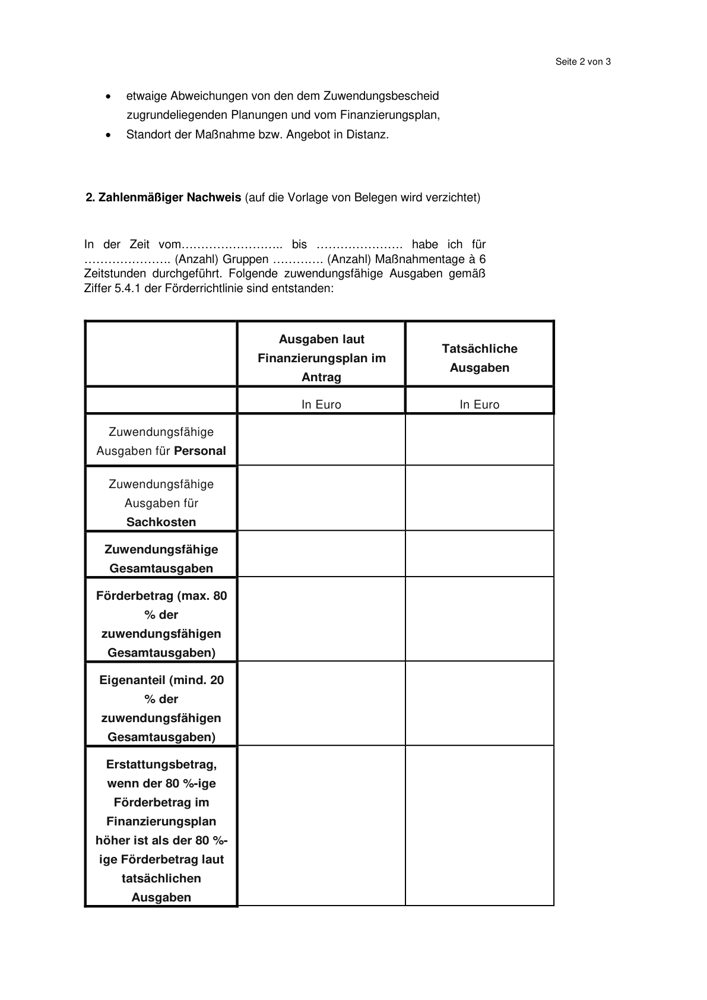 Seite 2 von 3
• etwaige Abweichungen von den dem Zuwendungsbescheid
zugrundeliegenden Planungen und vom Finanzierungsplan,
• Standort der Maßnahme bzw. Angebot in Distanz.
2. Zahlenmäßiger Nachweis (auf die Vorlage von Belegen wird verzichtet)
In der Zeit vom…………………….. bis …………………. habe ich für
…………………. (Anzahl) Gruppen …………. (Anzahl) Maßnahmentage à 6
Zeitstunden durchgeführt. Folgende zuwendungsfähige Ausgaben gemäß
Ziffer 5.4.1 der Förderrichtlinie sind entstanden:
Ausgaben laut
Finanzierungsplan im
Antrag
Tatsächliche
Ausgaben
In Euro
In Euro
Zuwendungsfähige
Ausgaben für Personal
Zuwendungsfähige
Ausgaben für
Sachkosten
Zuwendungsfähige
Gesamtausgaben
Förderbetrag (max. 80
% der
zuwendungsfähigen
Gesamtausgaben)
Eigenanteil (mind. 20
% der
zuwendungsfähigen
Gesamtausgaben)
Erstattungsbetrag,
wenn der 80 %-ige
Förderbetrag im
Finanzierungsplan
höher ist als der 80 %-
ige Förderbetrag laut
tatsächlichen
Ausgaben